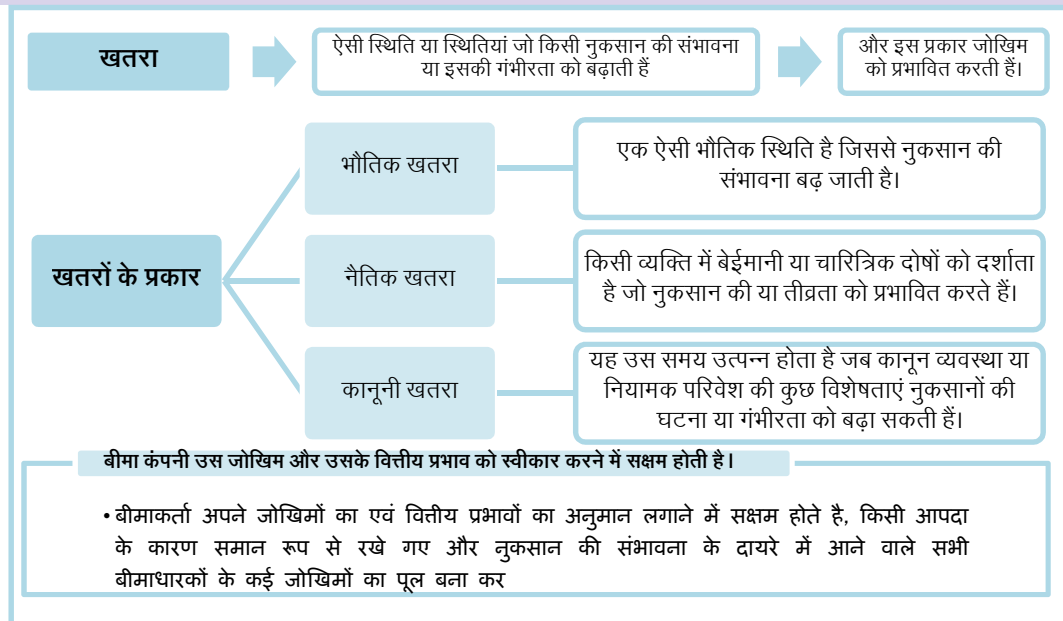 खतरा
ऐसी स्थिति या स्थितियां जो किसी नुकसान की संभावना
या इसकी गंभीरता को बढ़ाती हैं
और इस प्रकार जोखिम
को प्रभावित करती हैं।
खतरों के प्रकार
भौतिक खतरा
एक ऐसी भौतिक स्थिति है जिससे नुकसान की
संभावना बढ़ जाती है।
नैतिक खतरा
किसी व्यक्ति में बेईमानी या चारित्रिक दोषों को दर्शाता
है जो नुकसान की या तीव्रता को प्रभावित करते हैं।
कानूनी खतरा
यह उस समय उत्पन्न होता है जब कानून व्यवस्था या
नियामक परिवेश की कुछ विशेषताएं नुकसानों की
घटना या गंभीरता को बढ़ा सकती हैं।
बीमा कंपनी उस जोखिम और उसके वित्तीय प्रभाव को स्वीकार करने में सक्षम होती है।
• बीमाकर्ता अपने जोखिमों का एवं वित्तीय प्रभावों का अनुमान लगाने में सक्षम होते है, किसी आपदा
के कारण समान रूप से रखे गए और नुकसान की संभावना के दायरे में आने वाले सभी
बीमाधारकों के कई जोखिमों का पूल बना कर